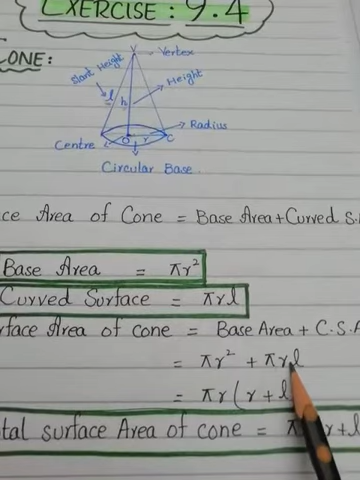 EXERCISE : 9.4
CONE:
V → Vertex
Slant Height
l
h
Height
Radius
Centre
O
r
C
Circular Base
ce Area of Cone = Base Area + Curved S.A
Base Area = πr²
Curved Surface = πrl
rface Area of cone = Base Area + C.S.A
= πr² + πrl
= πr(r + l
tal surface Area of cone = π r + l